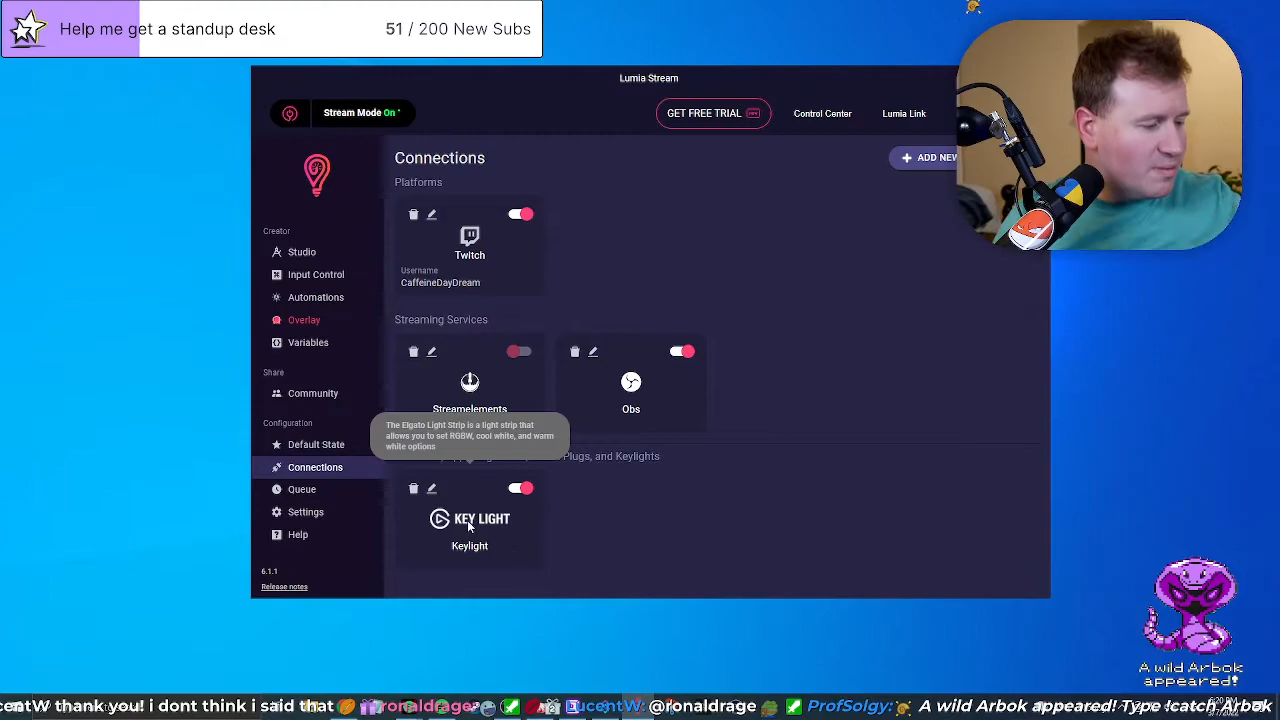 Help me get a standup desk 51 / 200 New Subs
Lumia Stream
Stream Mode On
GET FREE TRIAL
Control Center
Lumia Link
Connections
ADD NEW
Platforms
Twitch
Username
CaffeineDayDream
Creator
Studio
Input Control
Automations
Overlay
Variables
Share
Community
Configuration
Default State
Connections
Queue
Settings
Help
6.1.1
Release notes
Streaming Services
Streamelements
Obs
The Elgato Light Strip is a light strip that
allows you to set RGBW, cool white, and warm
white options
Plugs, and Keylights
KEY LIGHT
Keylight
A wild Arbok
appeared!
centW thank you! i dont think i said that ronaldrage LucentW: @ronaldrage ProfSolgy: A wild Arbok appeared! Type !catch Arbok